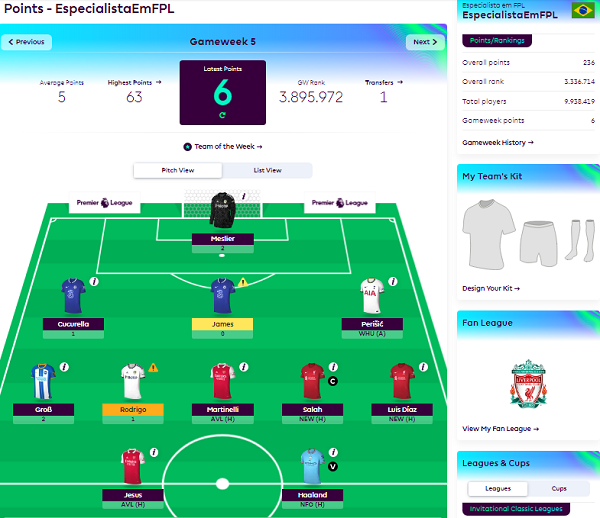 Points - EspecialistaEmFPL
Previous
Gameweek 5
Next
Average Points
5
Highest Points →
63
Latest Points
6
GW Rank
3.895.972
Transfers →
1
Team of the Week →
Pitch View
List View
Premier League
Premier League
Meslier
2
Cucurella
1
James
0
Perišić
WHU (A)
Groß
2
Rodrigo
1
Martinelli
AVL (H)
Salah
NEW (H)
C
Luis Díaz
NEW (H)
Jesus
AVL (H)
Haaland
NFO (H)
V
Especialista em FPL
EspecialistaEmFPL
Points/Rankings
Overall points
236
Overall rank
3.336.714
Total players
9.938.419
Gameweek points
6
Gameweek History →
My Team's Kit
Design Your Kit →
Fan League
LIVERPOOL
View My Fan League →
Leagues & Cups
Leagues
Cups
Invitational Classic Leagues